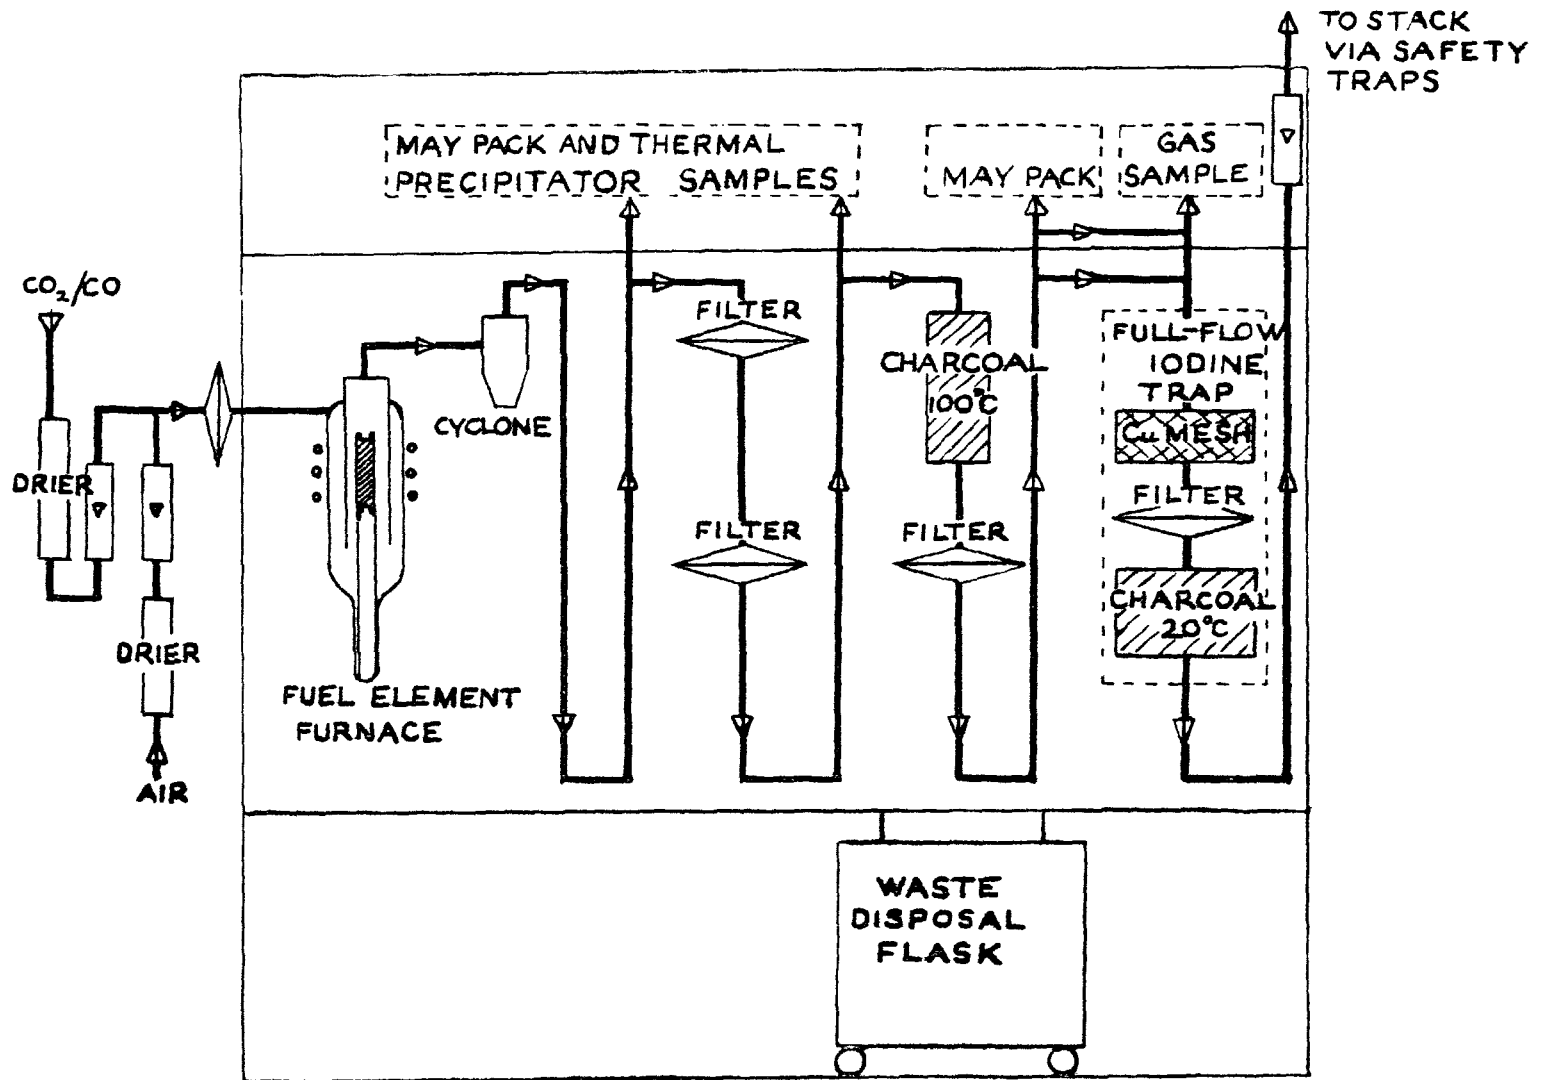 TO STACK
VIA SAFETY
TRAPS
MAY PACK AND THERMAL
PRECIPITATOR SAMPLES
MAY PACK
GAS
SAMPLE
CO₂/CO
DRIER
DRIER
AIR
FUEL ELEMENT
FURNACE
CYCLONE
FILTER
FILTER
CHARCOAL
100°C
FILTER
FULL-FLOW
IODINE
TRAP
Cu MESH
FILTER
CHARCOAL
20°C
WASTE
DISPOSAL
FLASK